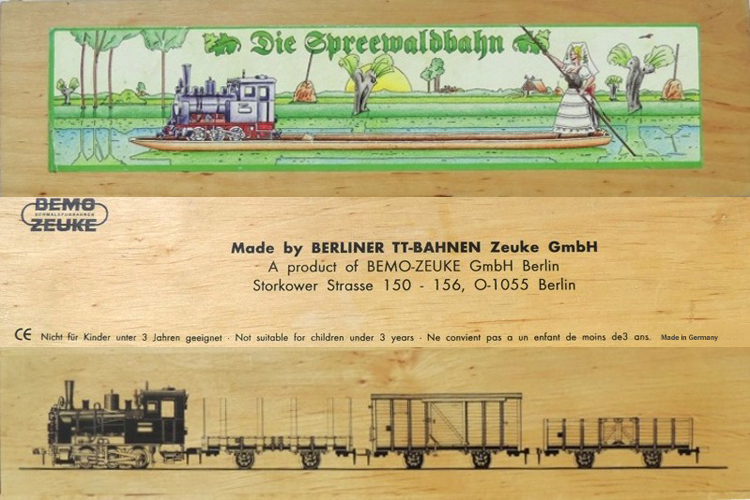 Die Spreewaldbahn
BEMO
SCHMALSPURBAHNEN
ZEUKE
Made by BERLINER TT-BAHNEN Zeuke GmbH
A product of BEMO-ZEUKE GmbH Berlin
Storkower Strasse 150 - 156, O-1055 Berlin
CE Nicht für Kinder unter 3 Jahren geeignet · Not suitable for children under 3 years · Ne convient pas a un enfant de moins de3 ans. Made in Germany